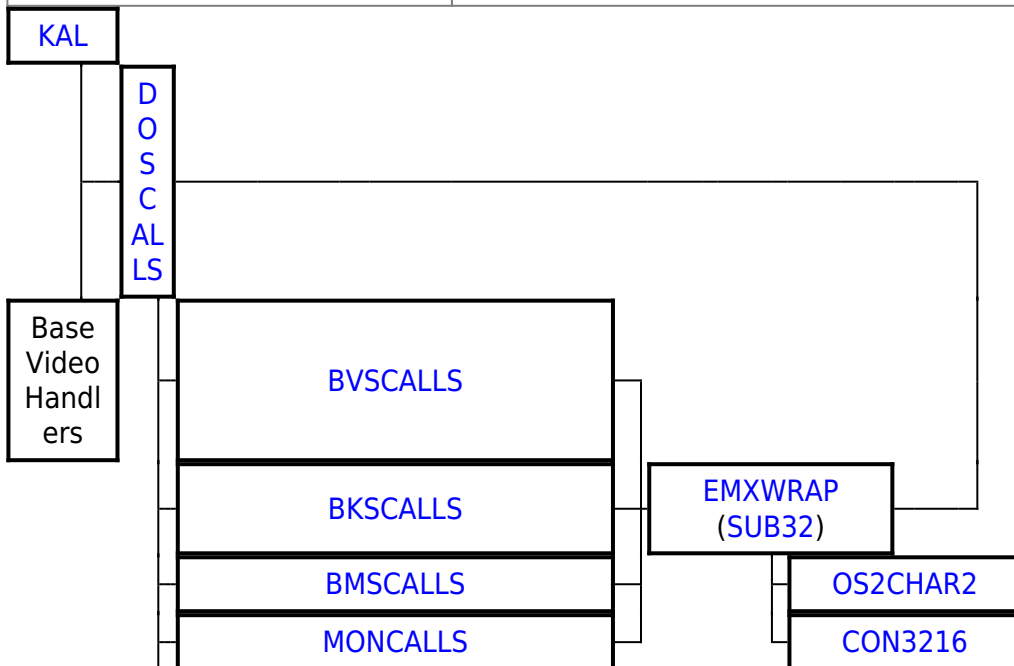 KAL
D
O
S
C
AL
LS
Base
Video
Handl
ers
BVSCALLS
BKSCALLS
EMXWRAP
(SUB32)
BMSCALLS
OS2CHAR2
MONCALLS
CON3216